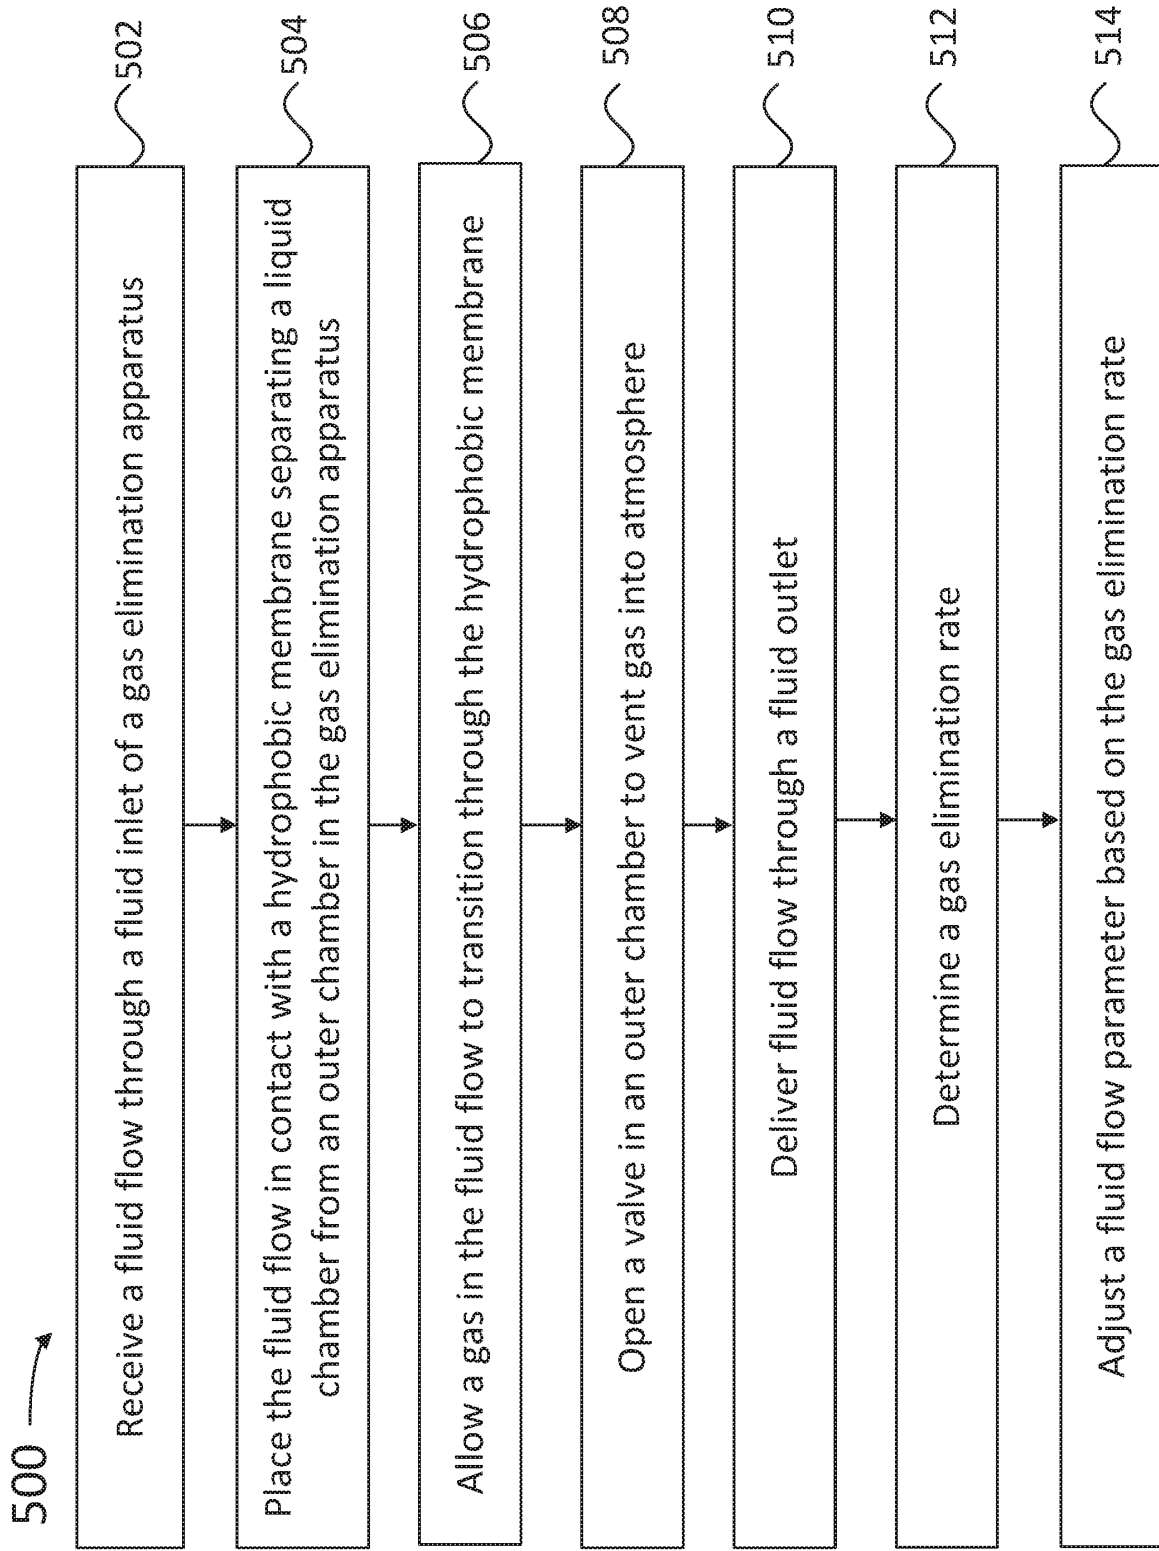 500
Receive a fluid flow through a fluid inlet of a gas elimination apparatus
502
Place the fluid flow in contact with a hydrophobic membrane separating a liquid
chamber from an outer chamber in the gas elimination apparatus
504
Allow a gas in the fluid flow to transition through the hydrophobic membrane
506
Open a valve in an outer chamber to vent gas into atmosphere
508
Deliver fluid flow through a fluid outlet
510
Determine a gas elimination rate
512
Adjust a fluid flow parameter based on the gas elimination rate
514